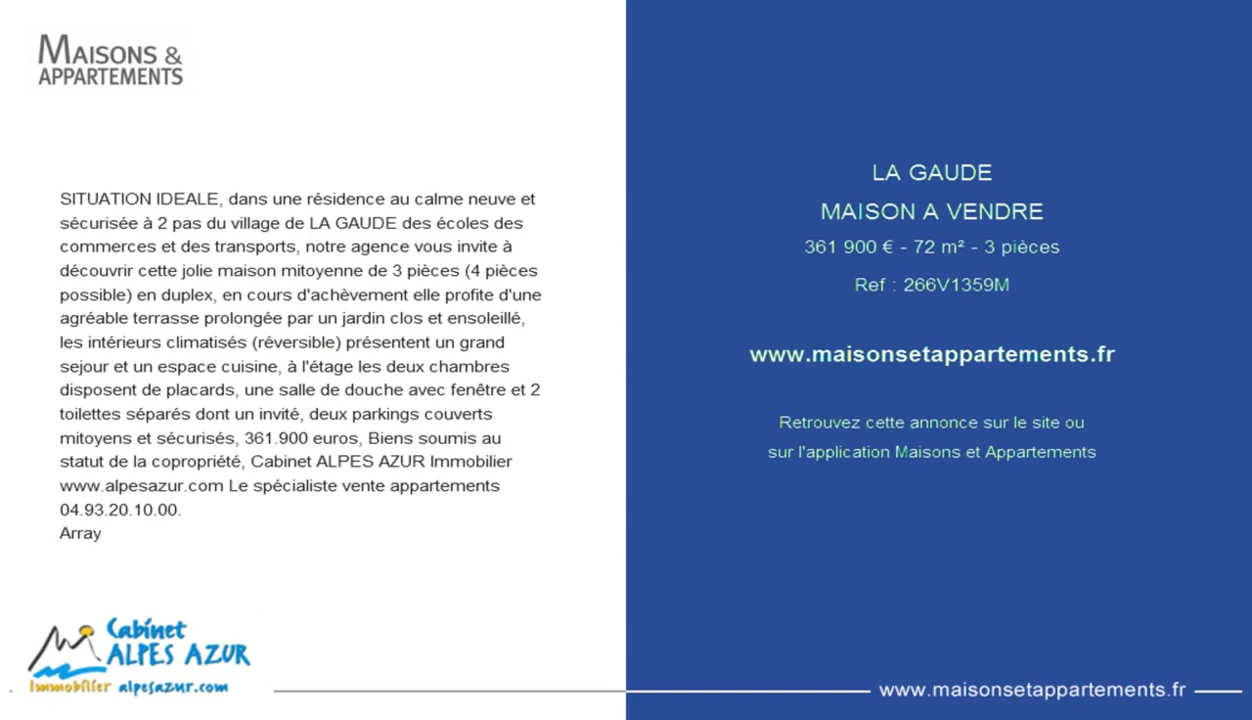 MAISONS &
APPARTEMENTS
SITUATION IDEALE, dans une résidence au calme neuve et
sécurisée à 2 pas du village de LA GAUDE des écoles des
commerces et des transports, notre agence vous invite à
découvrir cette jolie maison mitoyenne de 3 pièces (4 pièces
possible) en duplex, en cours d'achèvement elle profite d'une
agréable terrasse prolongée par un jardin clos et ensoleillé,
les intérieurs climatisés (réversible) présentent un grand
sejour et un espace cuisine, à l'étage les deux chambres
disposent de placards, une salle de douche avec fenêtre et 2
toilettes séparés dont un invité, deux parkings couverts
mitoyens et sécurisés, 361.900 euros, Biens soumis au
statut de la copropriété, Cabinet ALPES AZUR Immobilier
www.alpesazur.com Le spécialiste vente appartements
04.93.20.10.00.
Array
Cabinet
ALPES AZUR
Immobilier alpesazur.com
LA GAUDE
MAISON A VENDRE
361 900 € - 72 m² - 3 pièces
Ref : 266V1359M
www.maisonsetappartements.fr
Retrouvez cette annonce sur le site ou
sur l'application Maisons et Appartements
www.maisonsetappartements.fr